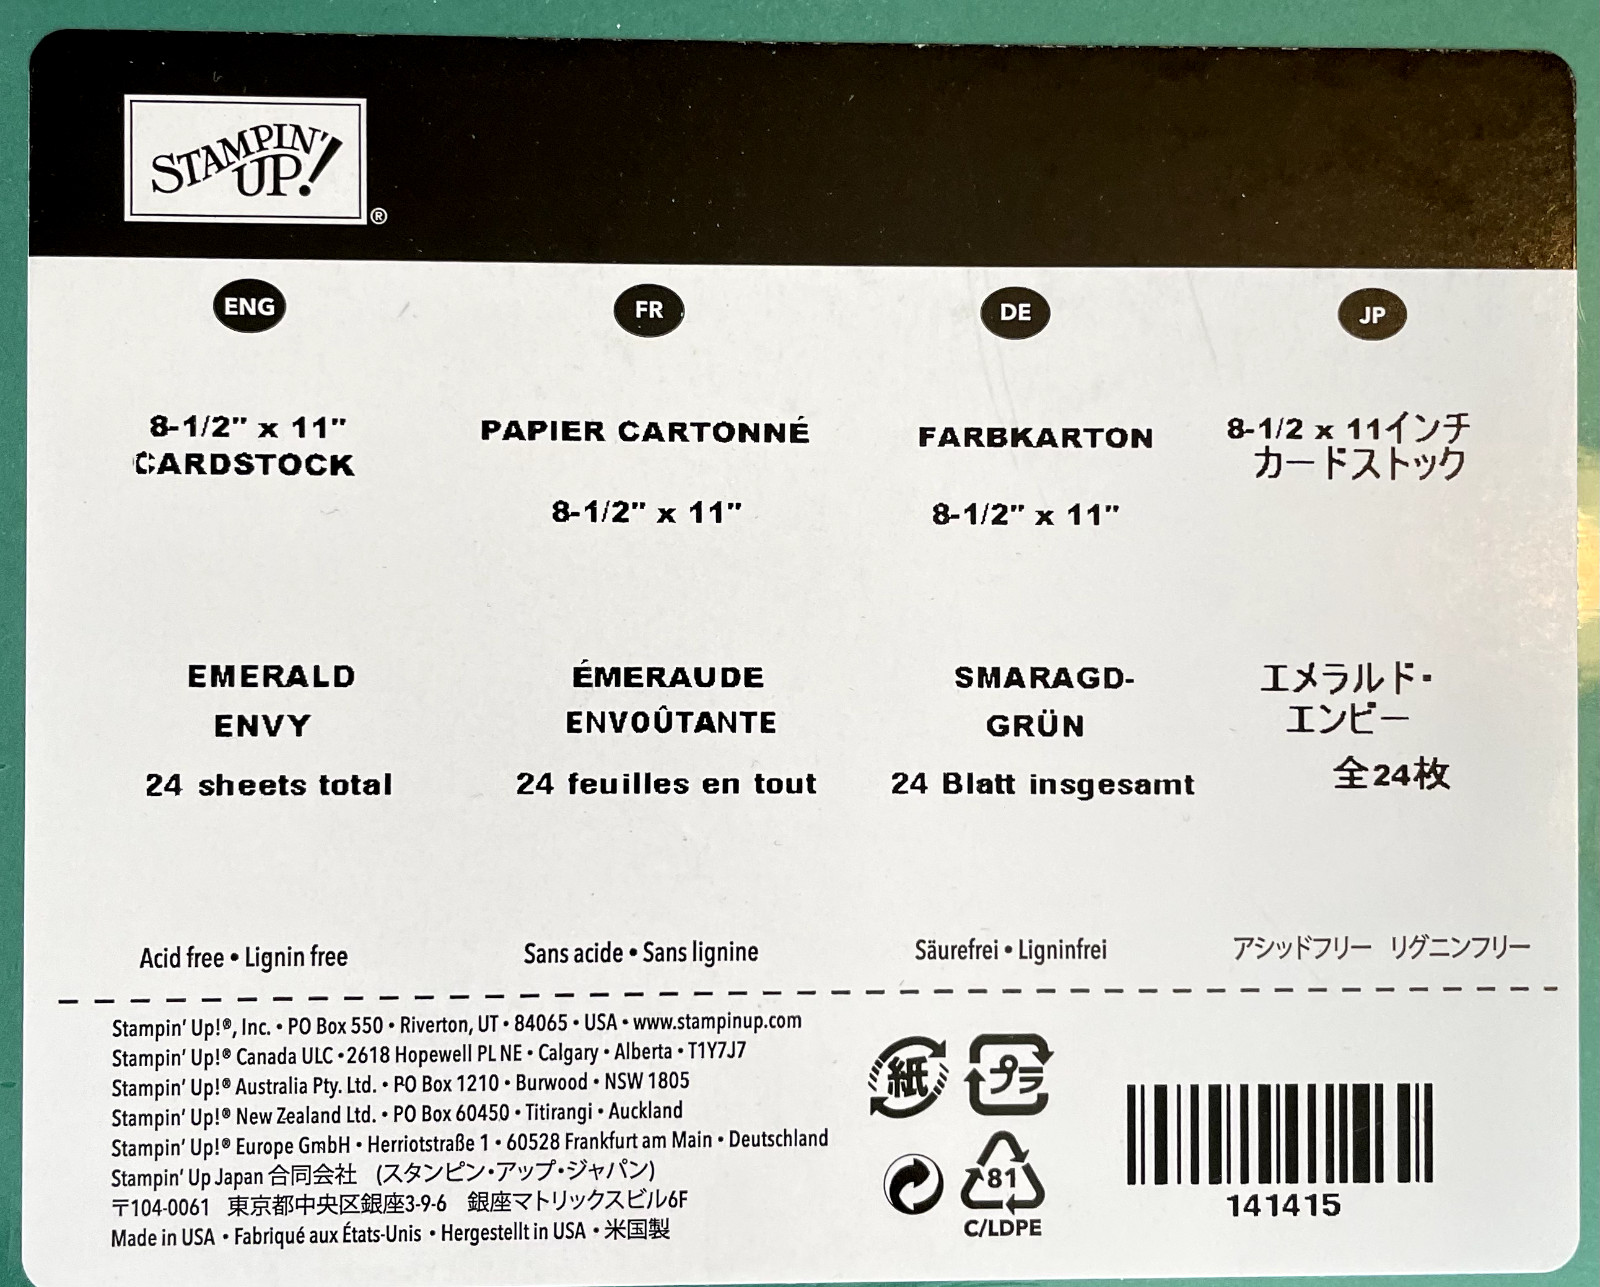 STAMPIN' UP!®
ENG
8-1/2" x 11"
CARDSTOCK
EMERALD
ENVY
24 sheets total
Acid free • Lignin free
FR
PAPIER CARTONNÉ
8-1/2" x 11"
ÉMERAUDE
ENVOÛTANTE
24 feuilles en tout
Sans acide • Sans lignine
DE
FARBKARTON
8-1/2" x 11"
SMARAGD-
GRÜN
24 Blatt insgesamt
Säurefrei • Ligninfrei
JP
8-1/2 x 11インチ
カードストック
エメラルド・
エンビー
全24枚
アシッドフリー リグニンフリー
Stampin' Up!®, Inc. • PO Box 550 • Riverton, UT • 84065 • USA • www.stampinup.com
Stampin' Up!® Canada ULC • 2618 Hopewell PL NE • Calgary • Alberta • T1Y7J7
Stampin' Up!® Australia Pty. Ltd. • PO Box 1210 • Burwood • NSW 1805
Stampin' Up!® New Zealand Ltd. • PO Box 60450 • Titirangi • Auckland
Stampin' Up!® Europe GmbH • Herriotstraße 1 • 60528 Frankfurt am Main • Deutschland
Stampin' Up Japan 合同会社 (スタンピン・アップ・ジャパン)
〒104-0061 東京都中央区銀座3-9-6 銀座マトリックスビル6F
Made in USA • Fabriqué aux États-Unis • Hergestellt in USA • 米国製
紙
プラ
81
C/LDPE
141415